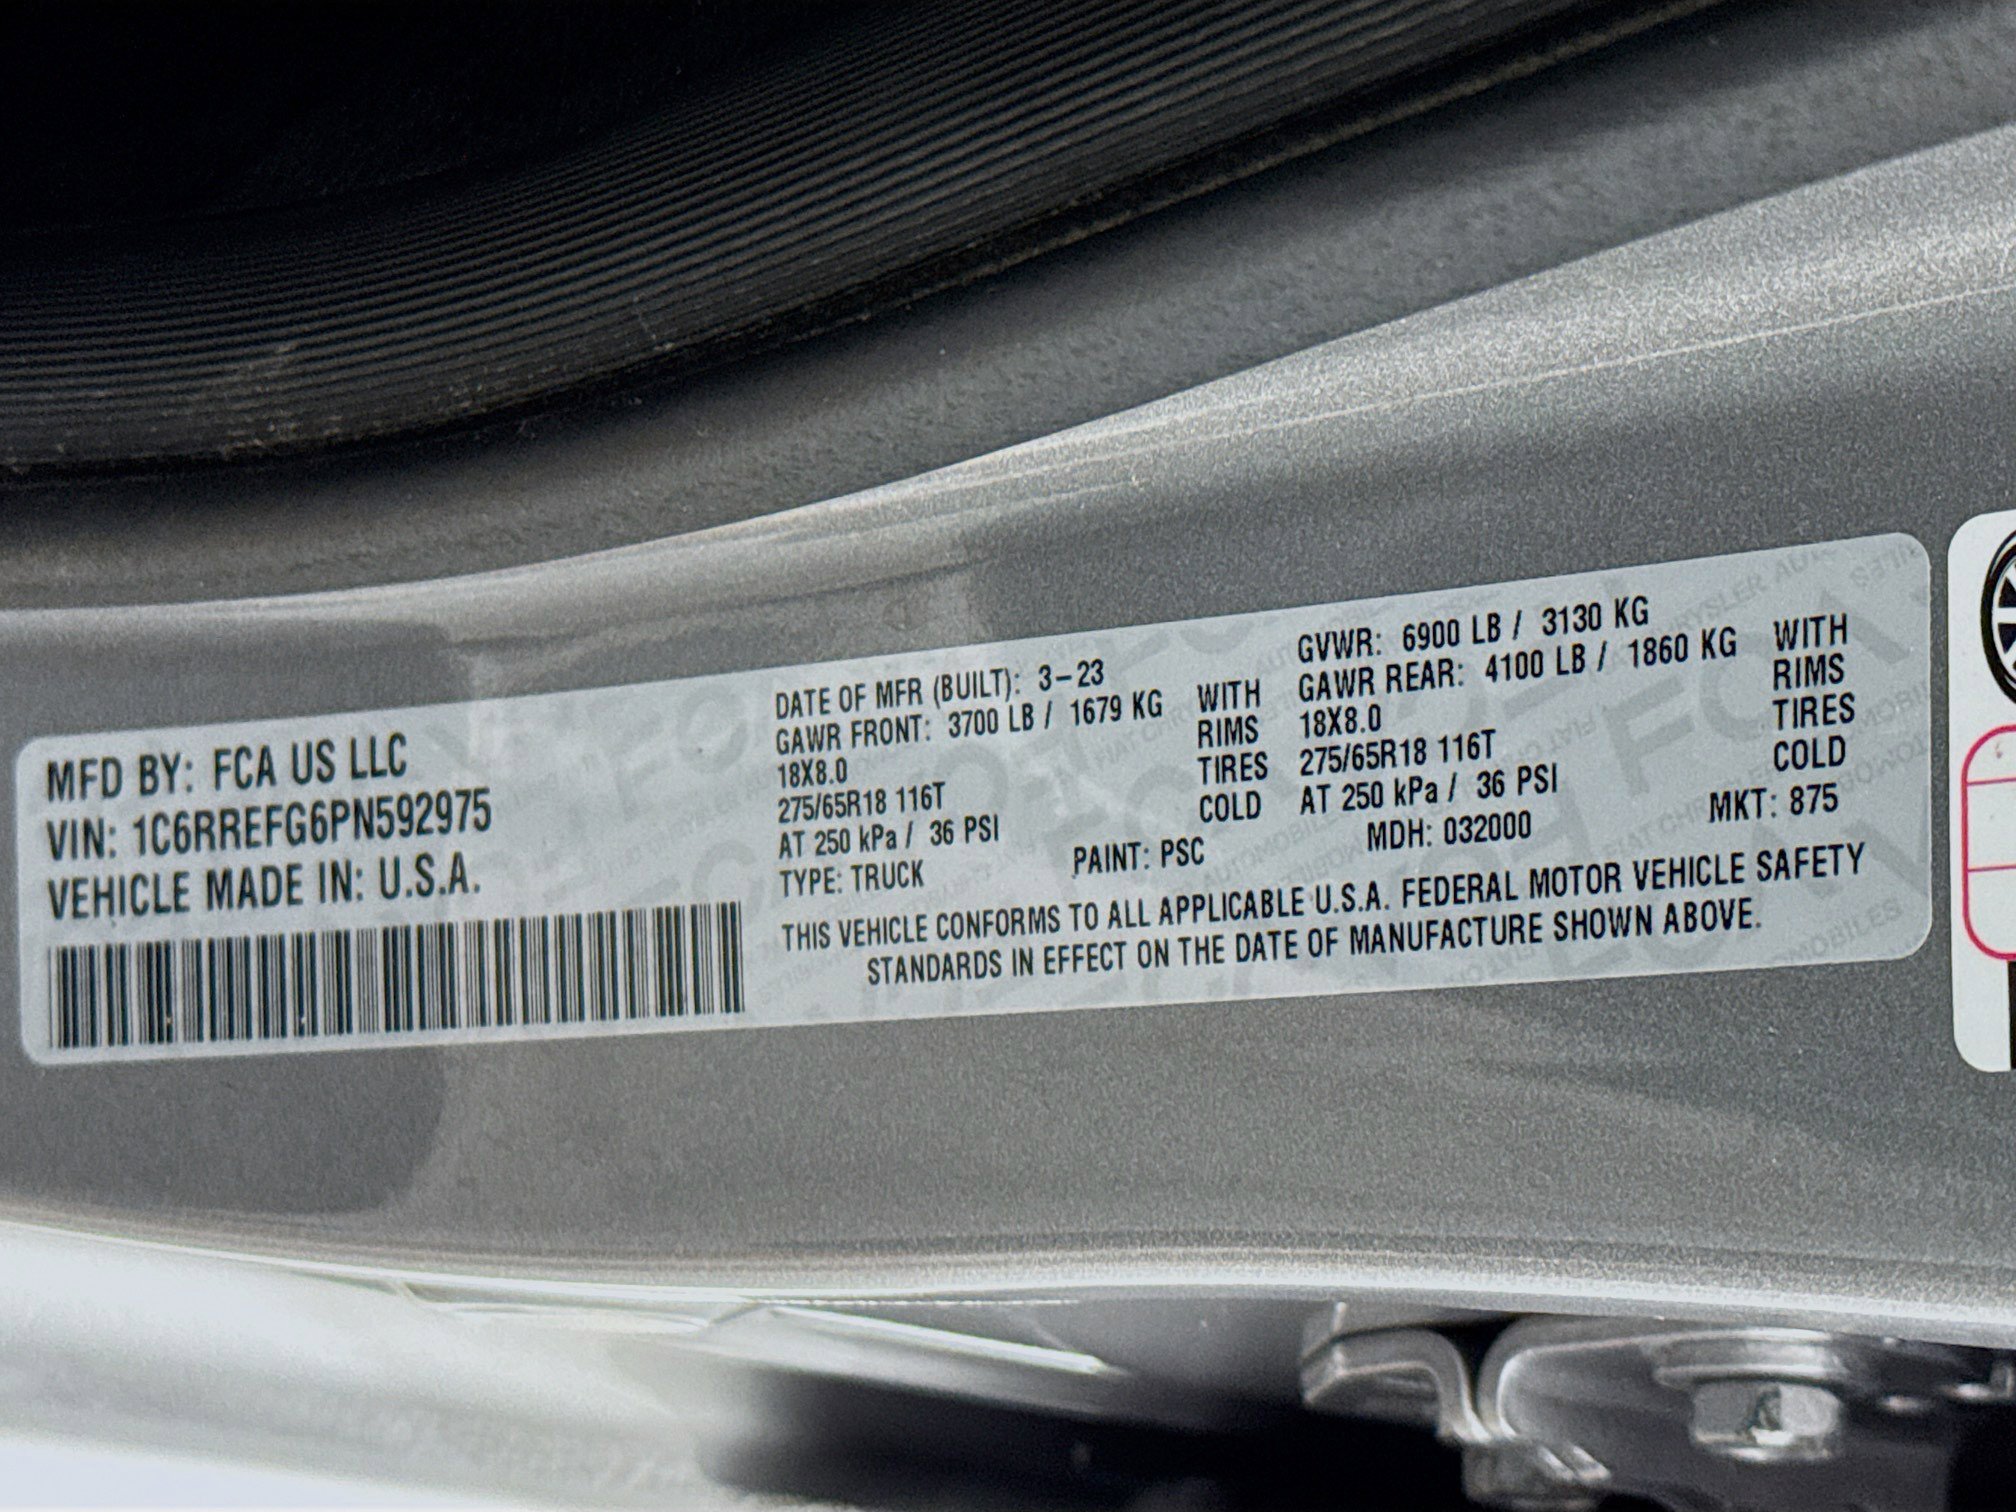 MFD BY: FCA US LLC
VIN: 1C6RREFG6PN592975
VEHICLE MADE IN: U.S.A.
DATE OF MFR (BUILT): 3-23
GAWR FRONT: 3700 LB / 1679 KG WITH
18X8.0 RIMS
275/65R18 116T TIRES
AT 250 kPa / 36 PSI COLD
GVWR: 6900 LB / 3130 KG
GAWR REAR: 4100 LB / 1860 KG WITH
18X8.0 RIMS
275/65R18 116T TIRES
AT 250 kPa / 36 PSI COLD
TYPE: TRUCK PAINT: PSC MDH: 032000 MKT: 875
THIS VEHICLE CONFORMS TO ALL APPLICABLE U.S.A. FEDERAL MOTOR VEHICLE SAFETY
STANDARDS IN EFFECT ON THE DATE OF MANUFACTURE SHOWN ABOVE.